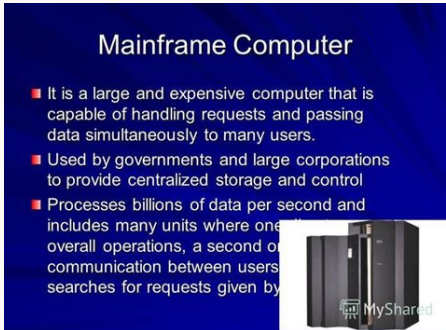 Mainframe Computer
It is a large and expensive computer that is
capable of handling requests and passing
data simultaneously to many users.
Used by governments and large corporations
to provide centralized storage and control
Processes billions of data per second and
includes many units where one
overall operations, a second
communication between users
searches for requests given by
MyShared